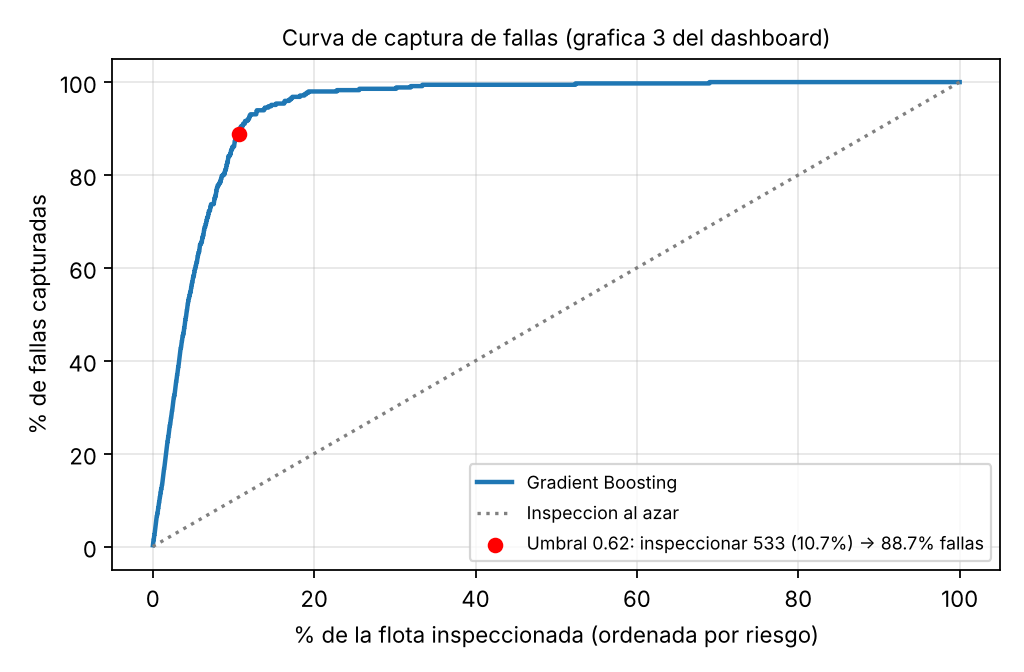 Curva de captura de fallas (grafica 3 del dashboard)
% de fallas capturadas
100
80
60
40
20
0
Gradient Boosting
Inspeccion al azar
Umbral 0.62: inspeccionar 533 (10.7%) → 88.7% fallas
0 20 40 60 80 100
% de la flota inspeccionada (ordenada por riesgo)